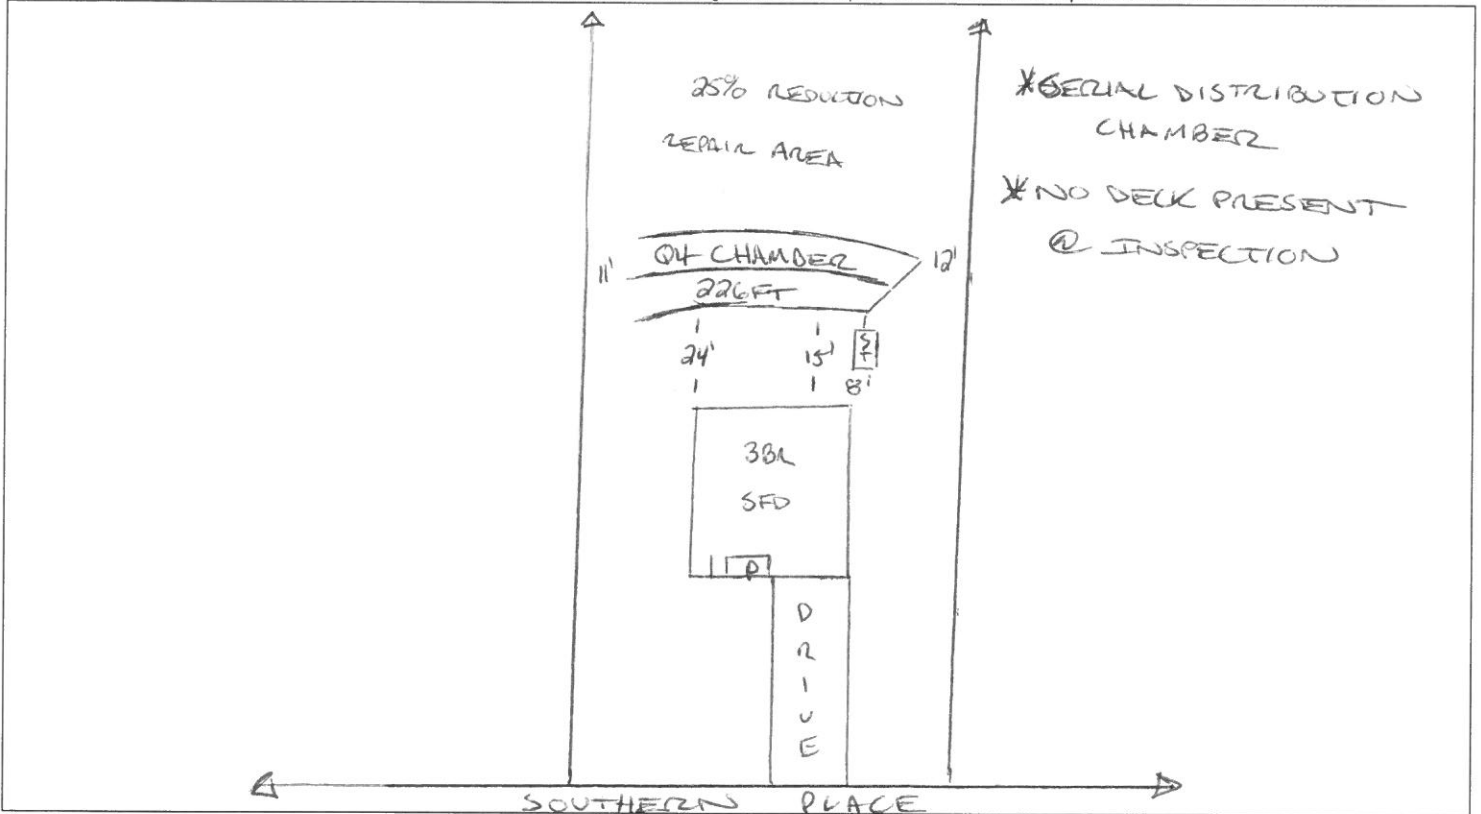 25% REDUCTION
REPAIR AREA
*SERIAL DISTRIBUTION
CHAMBER
*NO DECK PRESENT
@ INSPECTION
Q4 CHAMBER
226FT
11'
12'
24'
15'
ST
8'
3BR
SFD
P
DRIVE
SOUTHERN PLACE